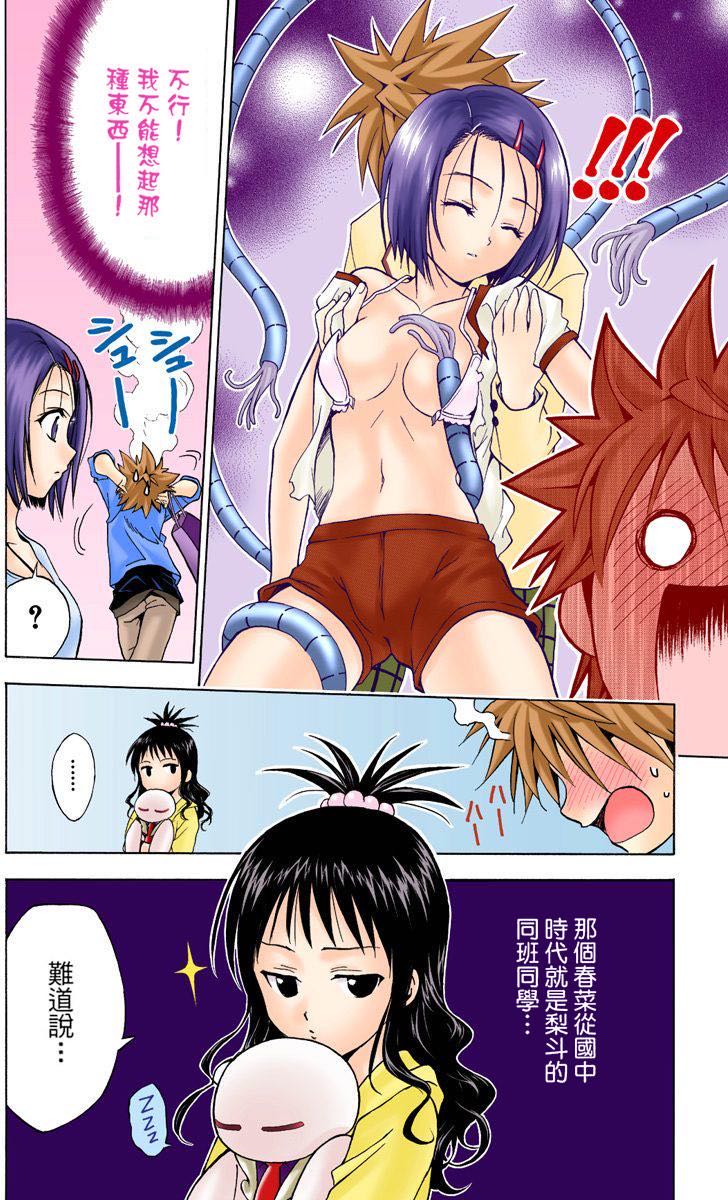 !!!
不行！
我不能想起那
種東西——！
シューシュー
?
ハァ
ハァ
……
那個春菜從國中
時代就是梨斗的
同班同學…
難道說…
ZZZ